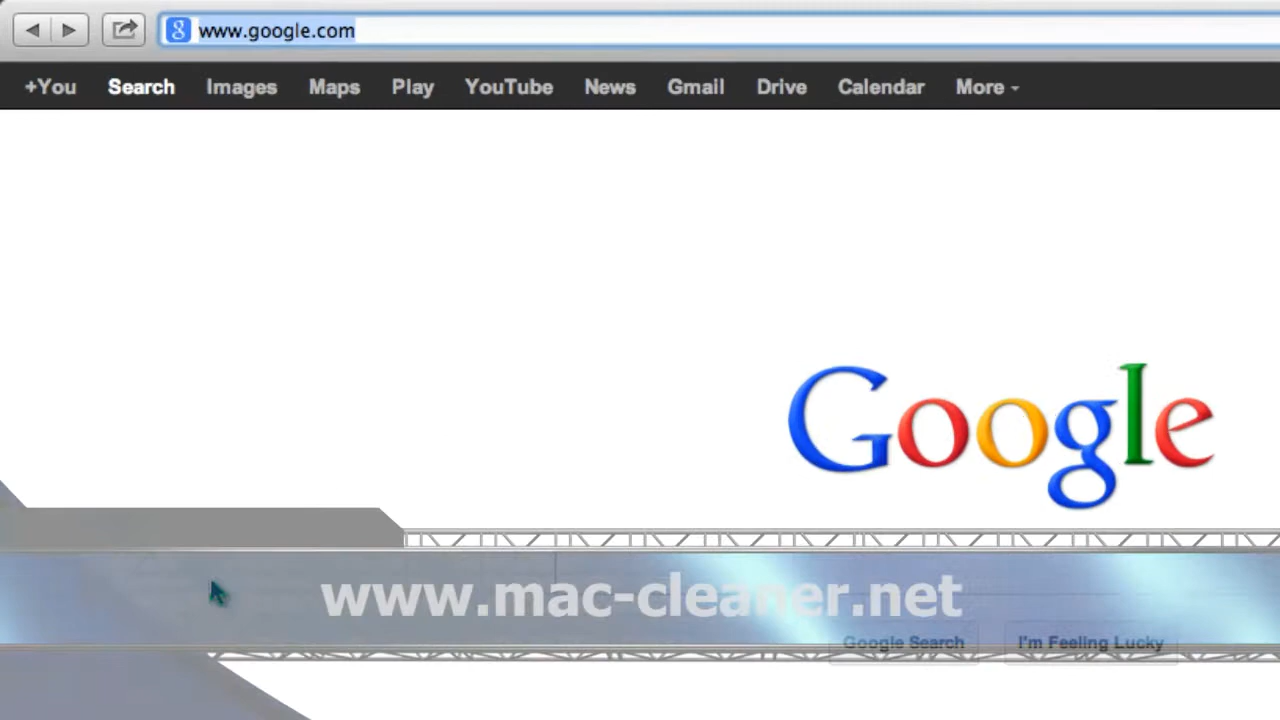 www.google.com
+You Search Images Maps Play YouTube News Gmail Drive Calendar More
Google
www.mac-cleaner.net
Google Search I'm Feeling Lucky